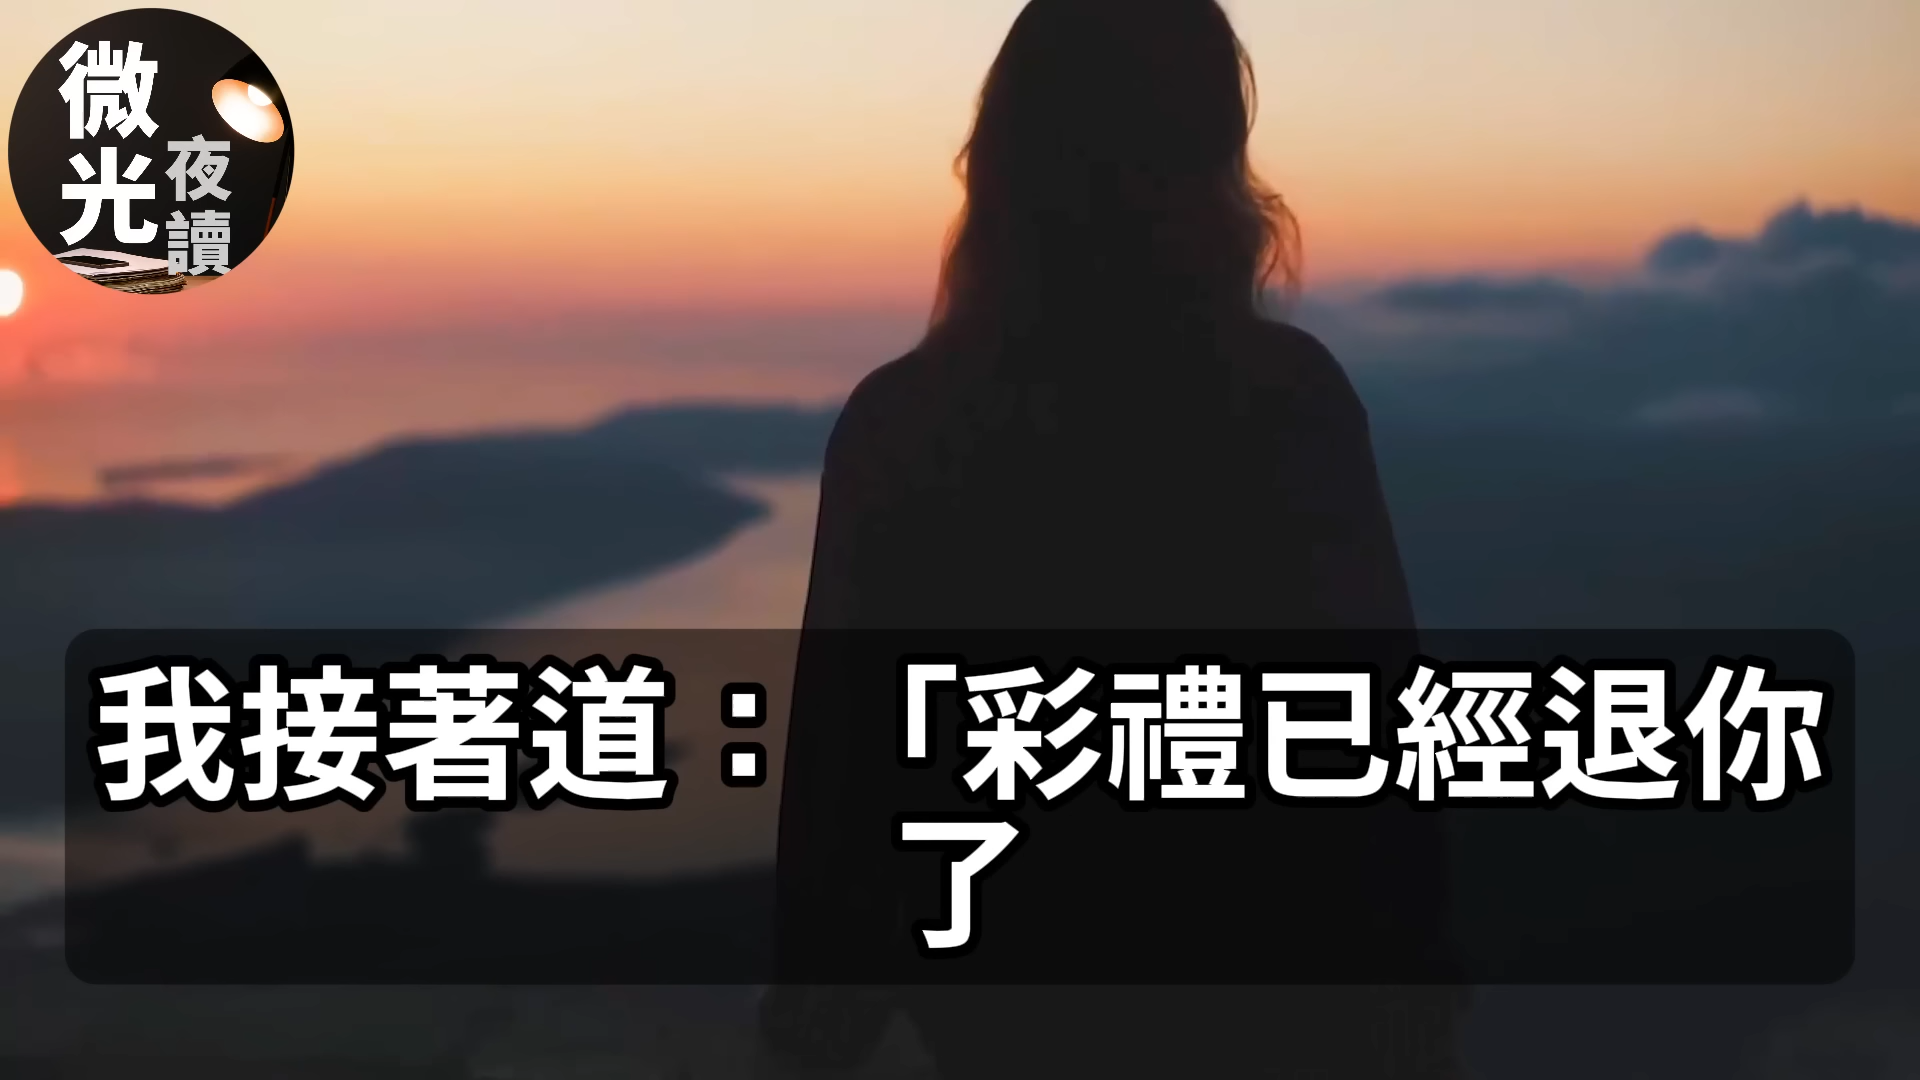 微光
夜讀
我接著道：「彩禮已經退你
了